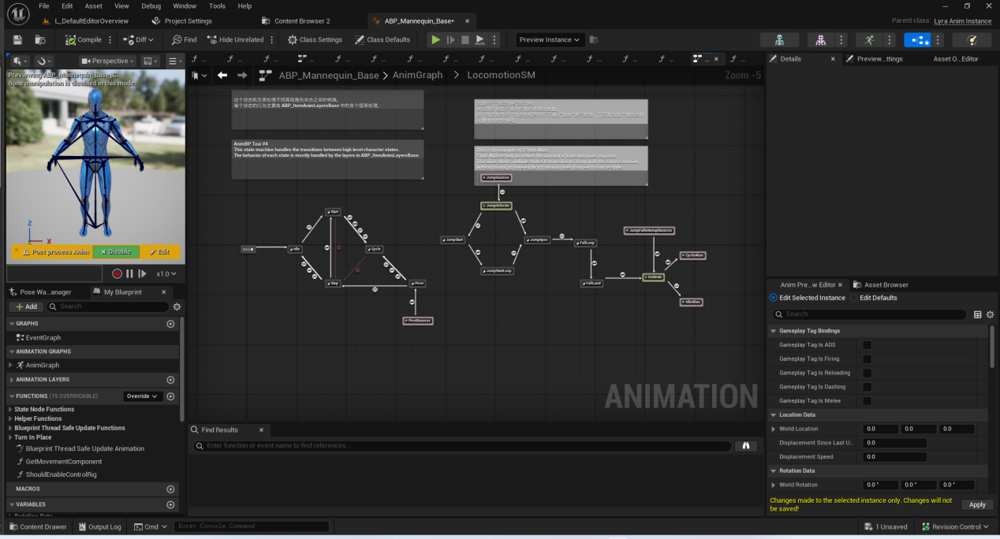 File Edit Asset View Debug Window Tools Help
L_DefaultEditorOverview
Project Settings
Content Browser 2
ABP_Mannequin_Base*
Parent class: Lyra Anim Instance
Compile
Diff
Find
Hide Unrelated
Class Settings
Class Defaults
Preview Instance
Perspective
Previewing ABP_Mannequin_Base_C.
Bone manipulation is disabled in this mode.
Z
X
Post process Anim:
Disable
Edit
x1.0
Pose Wa...anager
My Blueprint
Add
Search
GRAPHS
EventGraph
ANIMATION GRAPHS
AnimGraph
ANIMATION LAYERS
FUNCTIONS (19 OVERRIDABLE)
Override
State Node Functions
Helper Functions
Blueprint Thread Safe Update Functions
Turn In Place
Blueprint Thread Safe Update Animation
GetMovementComponent
ShouldEnableControlRig
MACROS
VARIABLES
Rotation Data
ABP_Mannequin_Base > AnimGraph > LocomotionSM
Zoom -5
这个状态机负责处理不同高级角色状态之间的转换。
每个状态的行为主要由 ABP_ItemAnimLayersBase 中的各个层来处理。
AnimBP Tour #4
This state machine handles the transitions between high level character states.
The behavior of each state is mostly handled by the layers in ABP_ItemAnimLayersBase.
This is an example of a State Alias.
State Aliases help to reduce the amount of transition lines required.
This alias allows multiple states to transition to Jump with the same condition,
without having to have explicit transition lines from each source state.
JumpSources
JumpSelector
JumpStart
JumpApex
JumpStartLoop
FallLoop
FallLand
JumpFallInterruptSources
EndInAir
CycleAlias
IdleAlias
Start
Idle
Cycle
Stop
Pivot
PivotSources
ANIMATION
Find Results
Enter function or event name to find references...
Details
Preview...ttings
Asset O...Editor
Anim Pre...w Editor
Asset Browser
Edit Selected Instance
Edit Defaults
Search
Gameplay Tag Bindings
Gameplay Tag Is ADS
Gameplay Tag Is Firing
Gameplay Tag Is Reloading
Gameplay Tag Is Dashing
Gameplay Tag Is Melee
Location Data
World Location 0.0 0.0 0.0
Displacement Since Last U... 0.0
Displacement Speed 0.0
Rotation Data
World Rotation 0.0 ° 0.0 ° 0.0 °
Changes made to the selected instance only. Changes will not
be saved!
Apply
Content Drawer
Output Log
Cmd
Enter Console Command
1 Unsaved
Revision Control